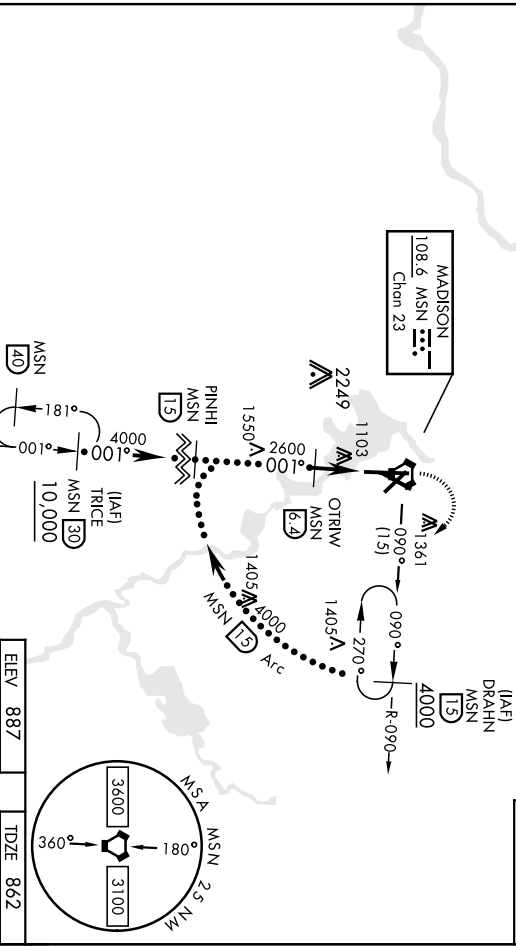 MADISON
108.6 MSN
Chan 23
2249
1103
1361
090°
(15)
090°
270°
(IAF)
DRAHN
MSN
15
4000
R-090
1405
1405
4000
MSN 15 Arc
OTRIW
MSN
6.4
2600
001°
1550
PINHI
MSN
15
4000
001°
(IAF)
TRICE
MSN 30
10,000
181°
001°
MSN
40
MSA MSN 25 NM
3600
3100
360°
180°
ELEV 887
TDZE 862